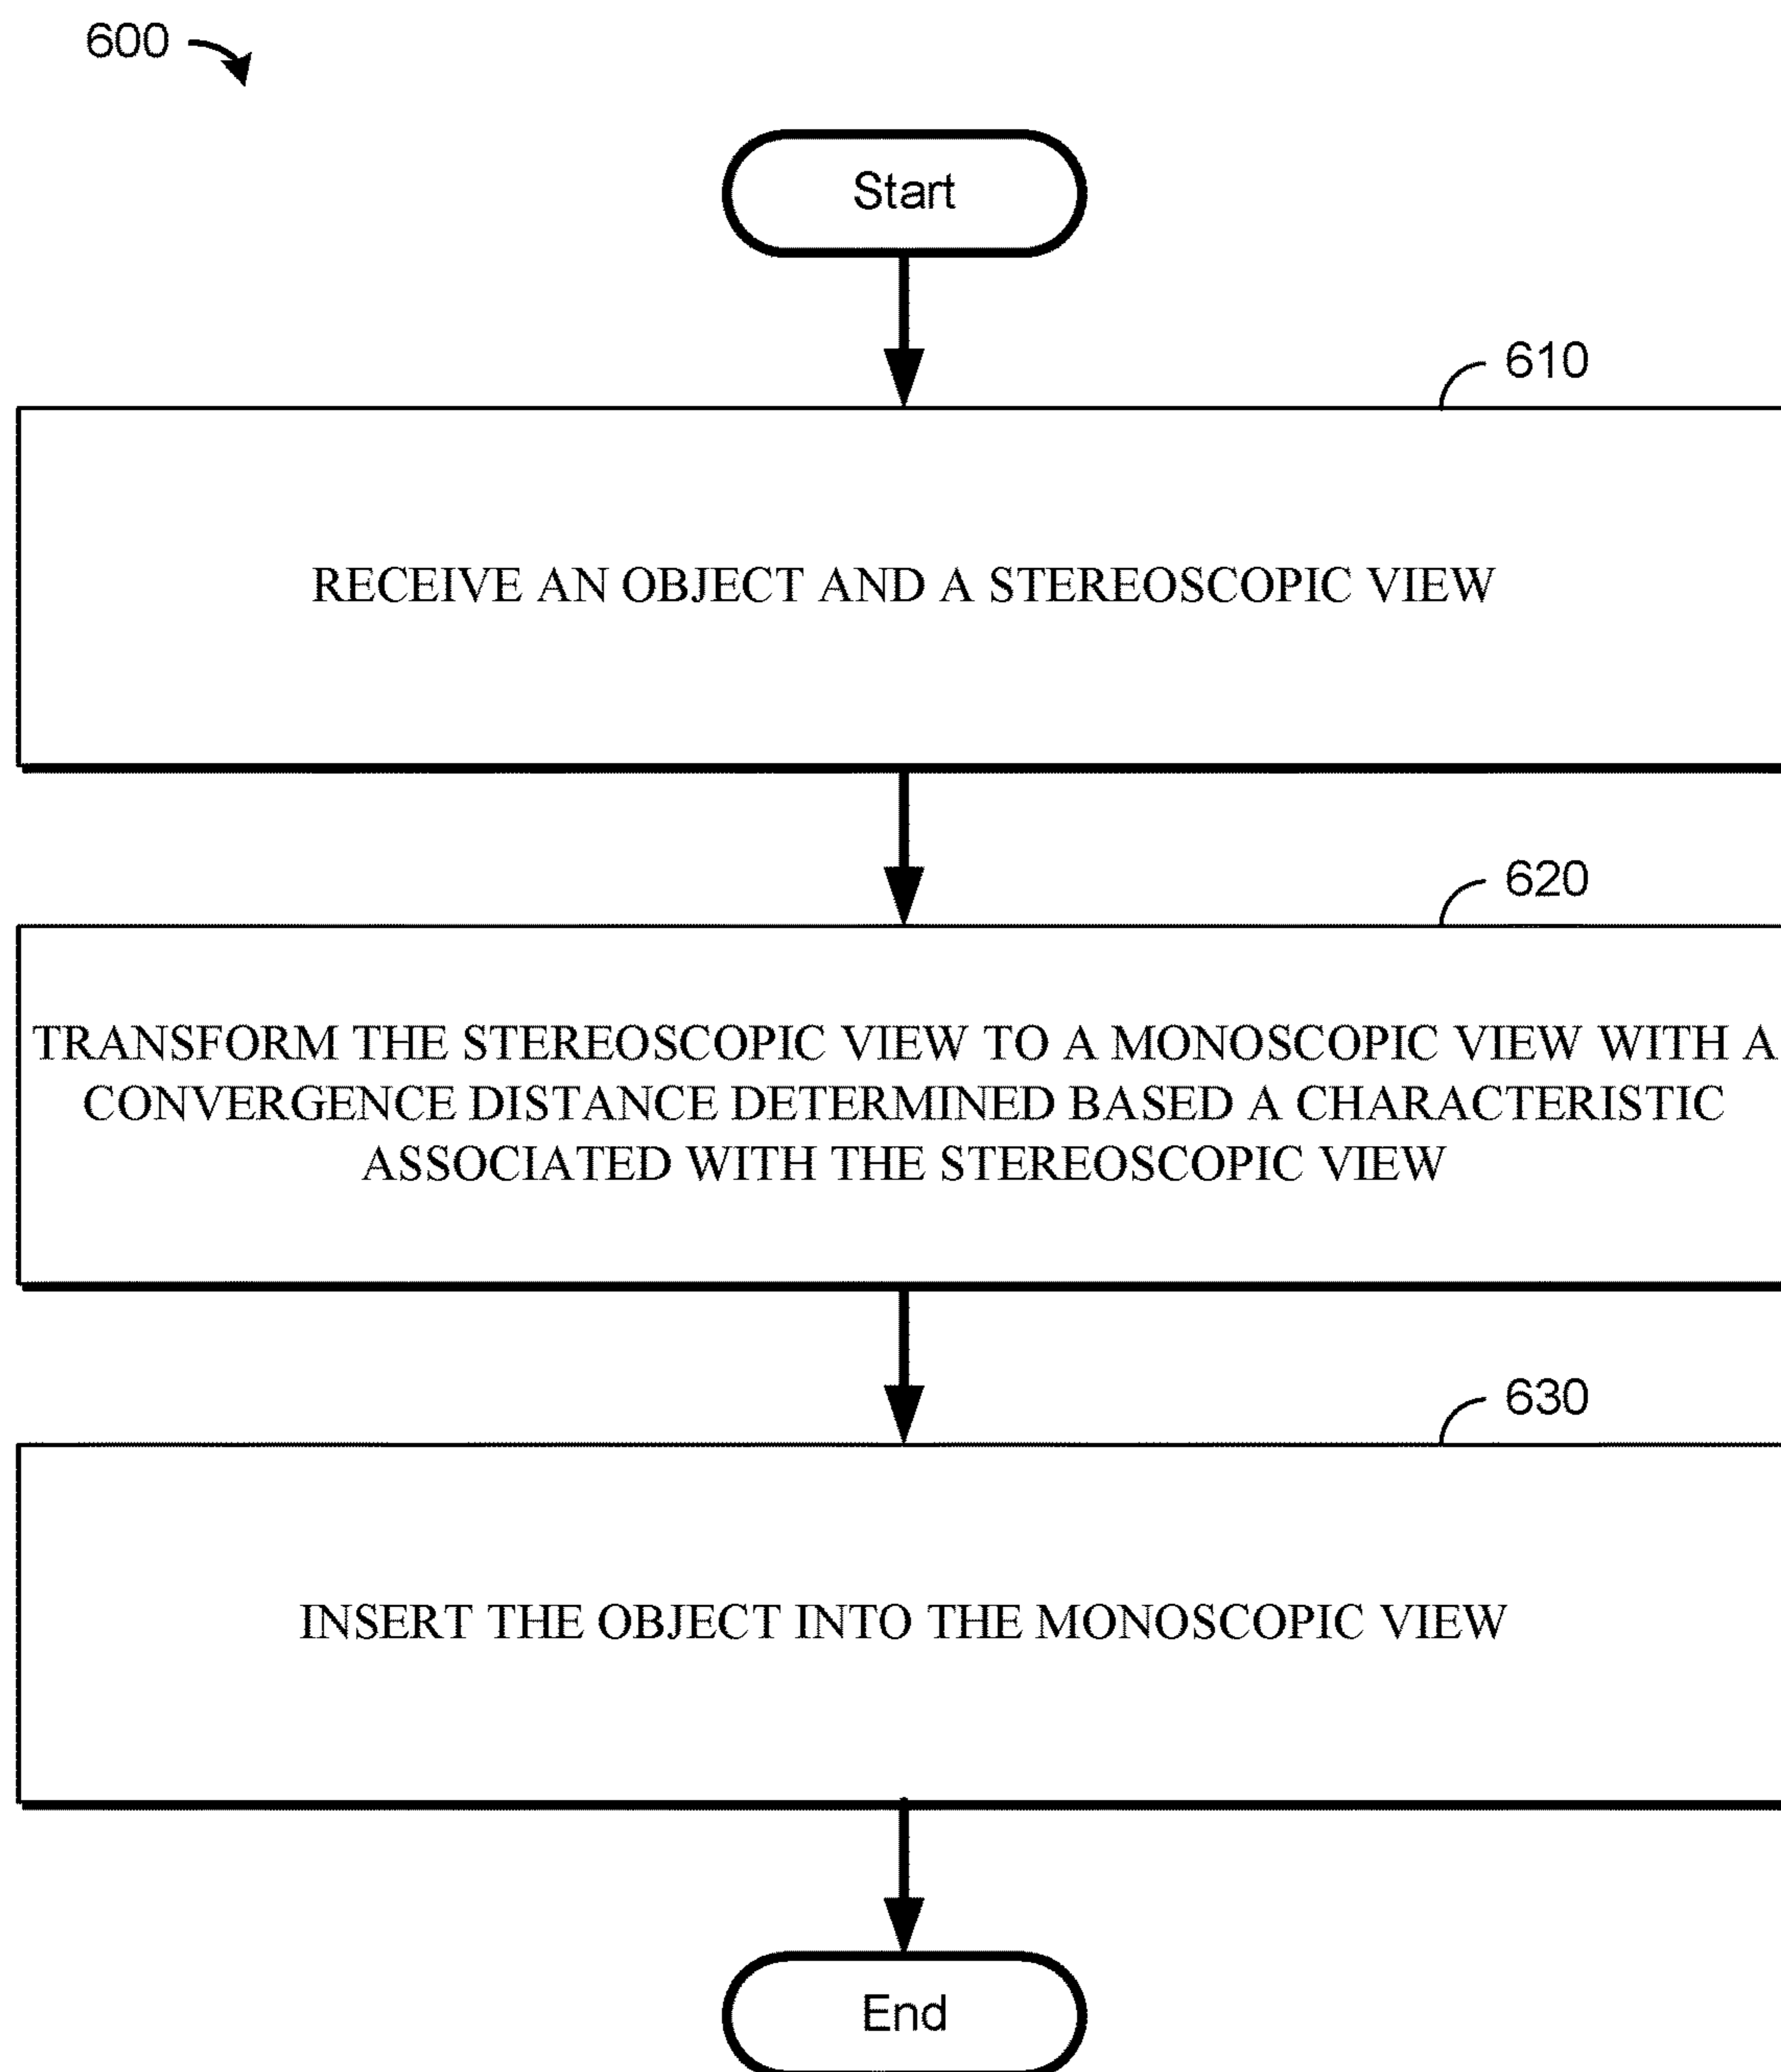 600
Start
610
RECEIVE AN OBJECT AND A STEREOSCOPIC VIEW
620
TRANSFORM THE STEREOSCOPIC VIEW TO A MONOSCOPIC VIEW WITH A
CONVERGENCE DISTANCE DETERMINED BASED A CHARACTERISTIC
ASSOCIATED WITH THE STEREOSCOPIC VIEW
630
INSERT THE OBJECT INTO THE MONOSCOPIC VIEW
End